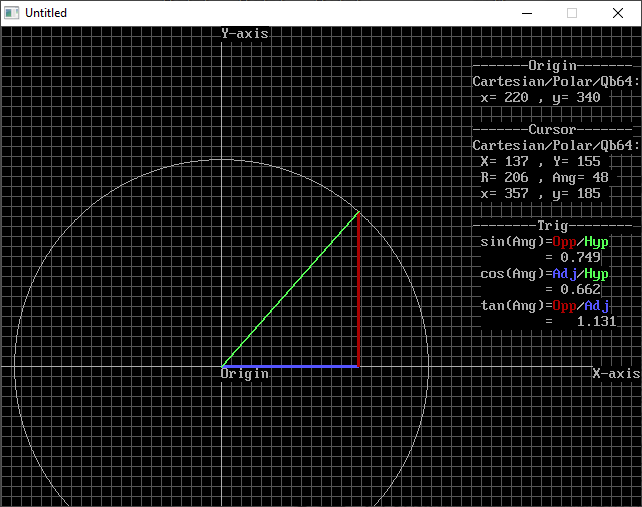 Untitled
Y-axis
-------Origin-------
Cartesian/Polar/Qb64:
x= 220 , y= 340
-------Cursor-------
Cartesian/Polar/Qb64:
X= 137 , Y= 155
R= 206 , Ang= 48
x= 357 , y= 185
--------Trig--------
sin(Ang)=Opp/Hyp
= 0.749
cos(Ang)=Adj/Hyp
= 0.662
tan(Ang)=Opp/Adj
= 1.131
Origin
X-axis